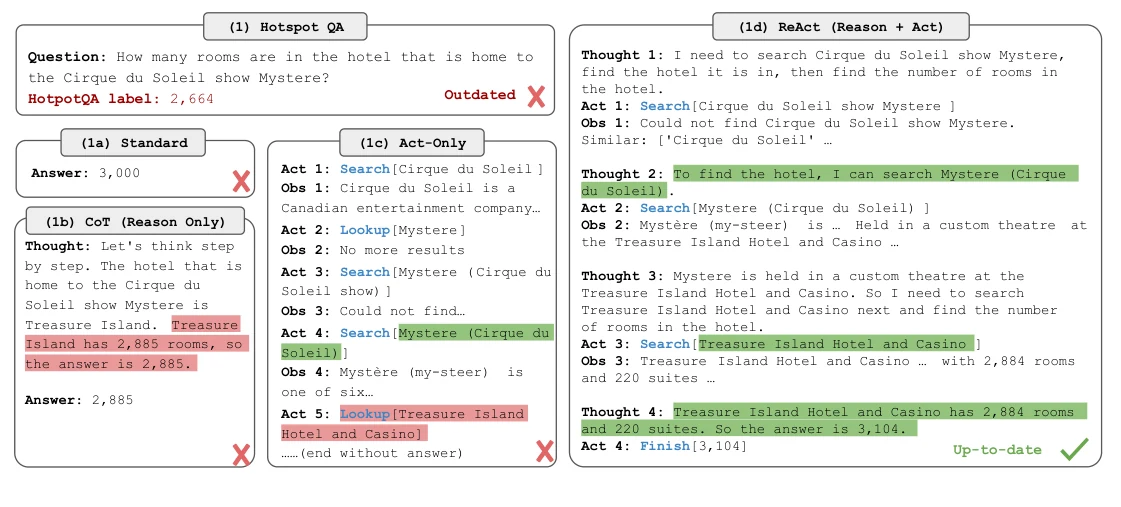 (1) Hotspot QA
Question: How many rooms are in the hotel that is home to
the Cirque du Soleil show Mystere?
HotpotQA label: 2,664
Outdated
(1a) Standard
Answer: 3,000
(1b) CoT (Reason Only)
Thought: Let's think step
by step. The hotel that is
home to the Cirque du
Soleil show Mystere is
Treasure Island. Treasure
Island has 2,885 rooms, so
the answer is 2,885.
Answer: 2,885
(1c) Act-Only
Act 1: Search[Cirque du Soleil ]
Obs 1: Cirque du Soleil is a
Canadian entertainment company…
Act 2: Lookup[Mystere]
Obs 2: No more results
Act 3: Search[Mystere (Cirque du
Soleil show) ]
Obs 3: Could not find…
Act 4: Search[Mystere (Cirque du
Soleil)]
Obs 4: Mystère (my-steer) is
one of six…
Act 5: Lookup[Treasure Island
Hotel and Casino]
……(end without answer)
(1d) ReAct (Reason + Act)
Thought 1: I need to search Cirque du Soleil show Mystere,
find the hotel it is in, then find the number of rooms in
the hotel.
Act 1: Search[Cirque du Soleil show Mystere ]
Obs 1: Could not find Cirque du Soleil show Mystere.
Similar: ['Cirque du Soleil' …
Thought 2: To find the hotel, I can search Mystere (Cirque
du Soleil).
Act 2: Search[Mystere (Cirque du Soleil) ]
Obs 2: Mystère (my-steer) is … Held in a custom theatre at
the Treasure Island Hotel and Casino …
Thought 3: Mystere is held in a custom theatre at the
Treasure Island Hotel and Casino. So I need to search
Treasure Island Hotel and Casino next and find the number
of rooms in the hotel.
Act 3: Search[Treasure Island Hotel and Casino ]
Obs 3: Treasure Island Hotel and Casino … with 2,884 rooms
and 220 suites …
Thought 4: Treasure Island Hotel and Casino has 2,884 rooms
and 220 suites. So the answer is 3,104.
Act 4: Finish[3,104]
Up-to-date